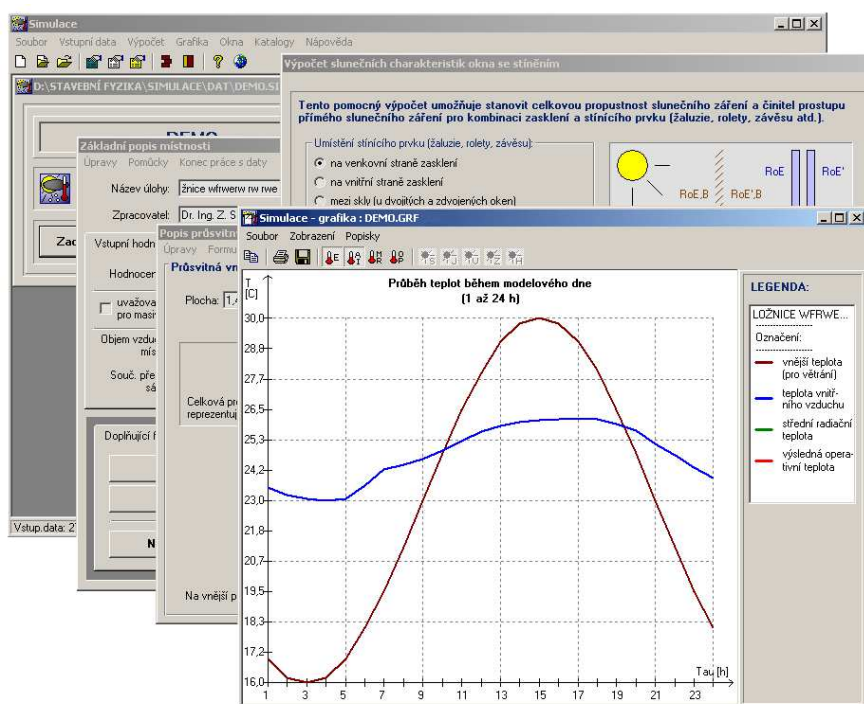 Simulace
Soubor Vstupní data Výpočet Grafika Okna Katalogy Nápověda
D:\STAVEBNÍ FYZIKA\SIMULACE\DAT\DEMO.SI
DEMO
Výpočet slunečních charakteristik okna se stíněním
Tento pomocný výpočet umožňuje stanovit celkovou propustnost slunečního záření a činitel prostupu
přímého slunečního záření pro kombinaci zasklení a stínícího prvku (žaluzie, rolety, závěsu atd.).
Umístění stínícího prvku (žaluzie, rolety, závěsu):
na venkovní straně zasklení
na vnitřní straně zasklení
mezi skly (u dvojitých a zdvojených oken)
RoE
RoE'
RoE,B
RoE',B
Základní popis místnosti
Úpravy Pomůcky Konec práce s daty
Název úlohy: žnice wfrwerw rw rwe
Zpracovatel: Dr. Ing. Z. S
Zad
Vstupní hodn
Hodnocen
uvažova
pro masiv
Objem vzdu
mís
Souč. pře
sá
Doplňující f
N
Vstup.data: 2
Popis průsvitn
Úpravy Formu
Průsvitná vn
Plocha: 1,4
Celková pro
reprezentuj
Na vnější p
Simulace - grafika : DEMO.GRF
Soubor Zobrazení Popisky
T
[C]
Průběh teplot během modelového dne
(1 až 24 h)
30,0
28,8
27,7
26,5
25,3
24,2
23,0
21,8
20,7
19,5
18,3
17,2
16,0
1 3 5 7 9 11 13 15 17 19 21 23
Tau [h]
LEGENDA:
LOŽNICE WFRWE...
Označení:
vnější teplota
(pro větrání)
teplota vnitř-
ního vzduchu
střední radiační
teplota
výsledná opera-
tivní teplota